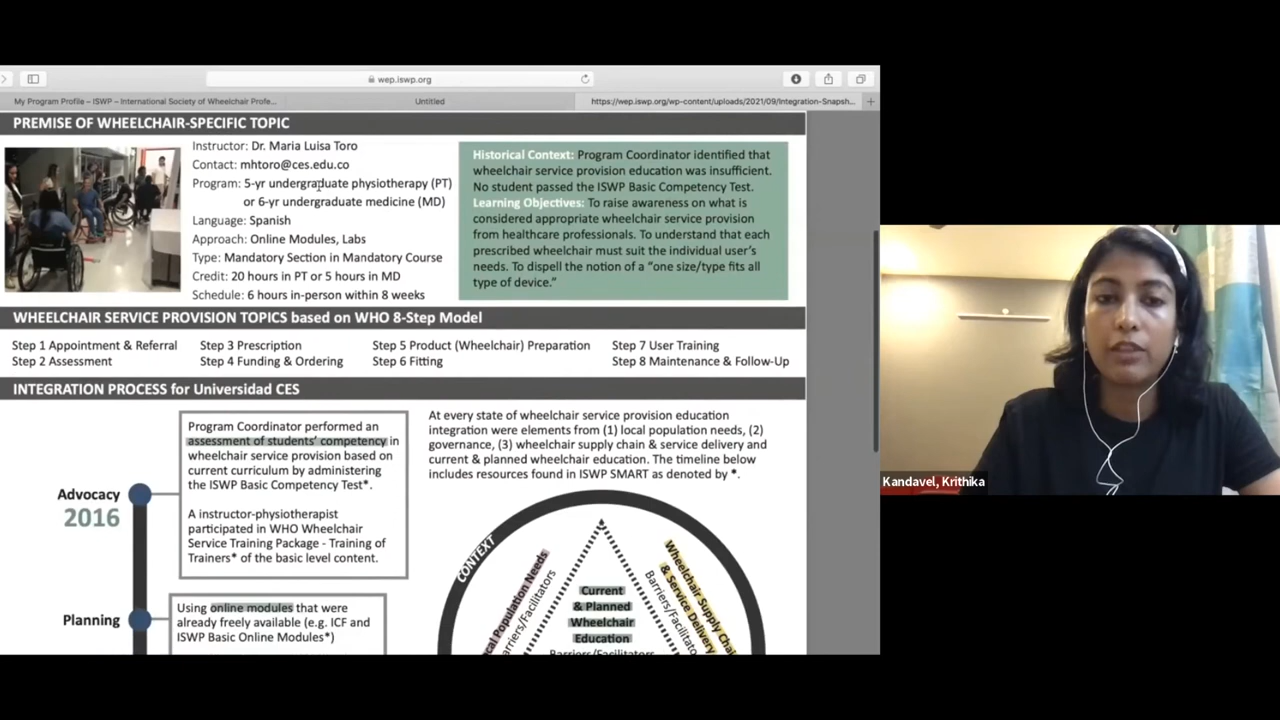 wep.iswp.org
My Program Profile – ISWP – International Society of Wheelchair Profe...
Untitled
https://wep.iswp.org/wp-content/uploads/2021/09/Integration-Snapsh...
PREMISE OF WHEELCHAIR-SPECIFIC TOPIC
Instructor: Dr. Maria Luisa Toro
Contact: mhtoro@ces.edu.co
Program: 5-yr undergraduate physiotherapy (PT)
or 6-yr undergraduate medicine (MD)
Language: Spanish
Approach: Online Modules, Labs
Type: Mandatory Section in Mandatory Course
Credit: 20 hours in PT or 5 hours in MD
Schedule: 6 hours in-person within 8 weeks
Historical Context: Program Coordinator identified that
wheelchair service provision education was insufficient.
No student passed the ISWP Basic Competency Test.
Learning Objectives: To raise awareness on what is
considered appropriate wheelchair service provision
from healthcare professionals. To understand that each
prescribed wheelchair must suit the individual user's
needs. To dispell the notion of a “one size/type fits all
type of device.”
WHEELCHAIR SERVICE PROVISION TOPICS based on WHO 8-Step Model
Step 1 Appointment & Referral
Step 2 Assessment
Step 3 Prescription
Step 4 Funding & Ordering
Step 5 Product (Wheelchair) Preparation
Step 6 Fitting
Step 7 User Training
Step 8 Maintenance & Follow-Up
INTEGRATION PROCESS for Universidad CES
Advocacy
2016
Program Coordinator performed an
assessment of students’ competency in
wheelchair service provision based on
current curriculum by administering
the ISWP Basic Competency Test*.
A instructor-physiotherapist
participated in WHO Wheelchair
Service Training Package - Training of
Trainers* of the basic level content.
Planning
Using online modules that were
already freely available (e.g. ICF and
ISWP Basic Online Modules*)
At every state of wheelchair service provision education
integration were elements from (1) local population needs, (2)
governance, (3) wheelchair supply chain & service delivery and
current & planned wheelchair education. The timeline below
includes resources found in ISWP SMART as denoted by *.
CONTEXT
Population Needs
Barriers/Facilitators
Current
& Planned
Wheelchair
Education
Barriers/Facilitators
Wheelchair Supply Chain
& Service Delivery
Kandavel, Krithika